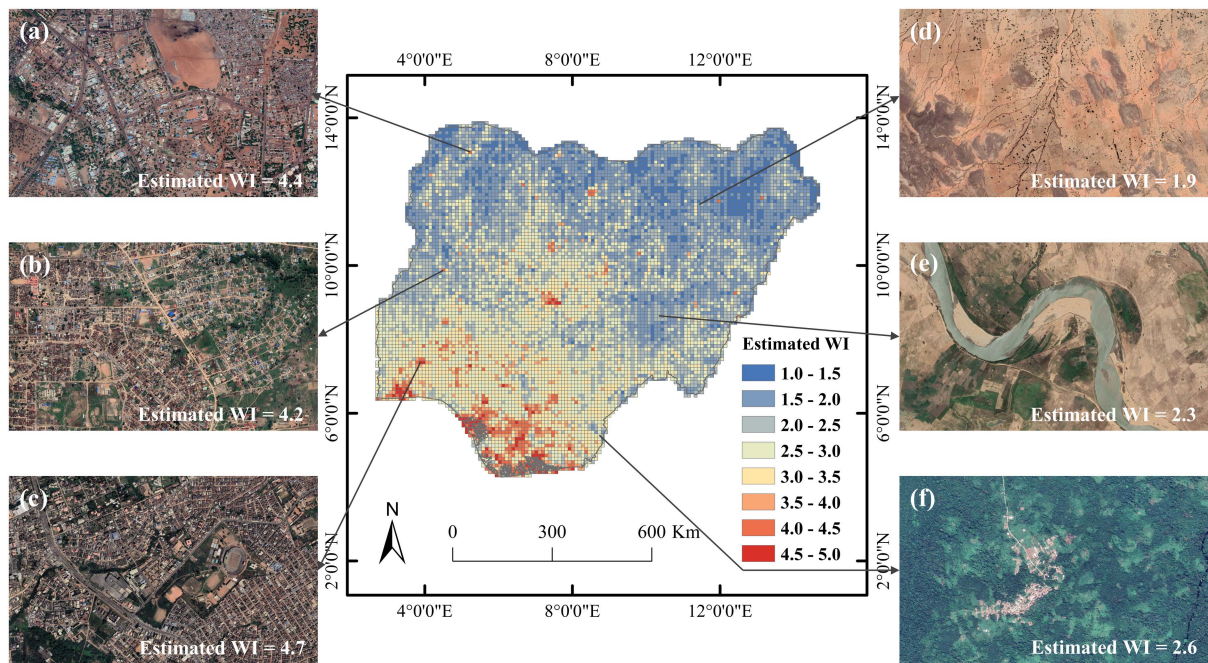 (a)
Estimated WI = 4.4
(b)
Estimated WI = 4.2
(c)
Estimated WI = 4.7
4°0'0"E 8°0'0"E 12°0'0"E
14°0'0"N
10°0'0"N
6°0'0"N
2°0'0"N
14°0'0"N
10°0'0"N
6°0'0"N
2°0'0"N
Estimated WI
1.0 - 1.5
1.5 - 2.0
2.0 - 2.5
2.5 - 3.0
3.0 - 3.5
3.5 - 4.0
4.0 - 4.5
4.5 - 5.0
N
0 300 600 Km
4°0'0"E 8°0'0"E 12°0'0"E
(d)
Estimated WI = 1.9
(e)
Estimated WI = 2.3
(f)
Estimated WI = 2.6